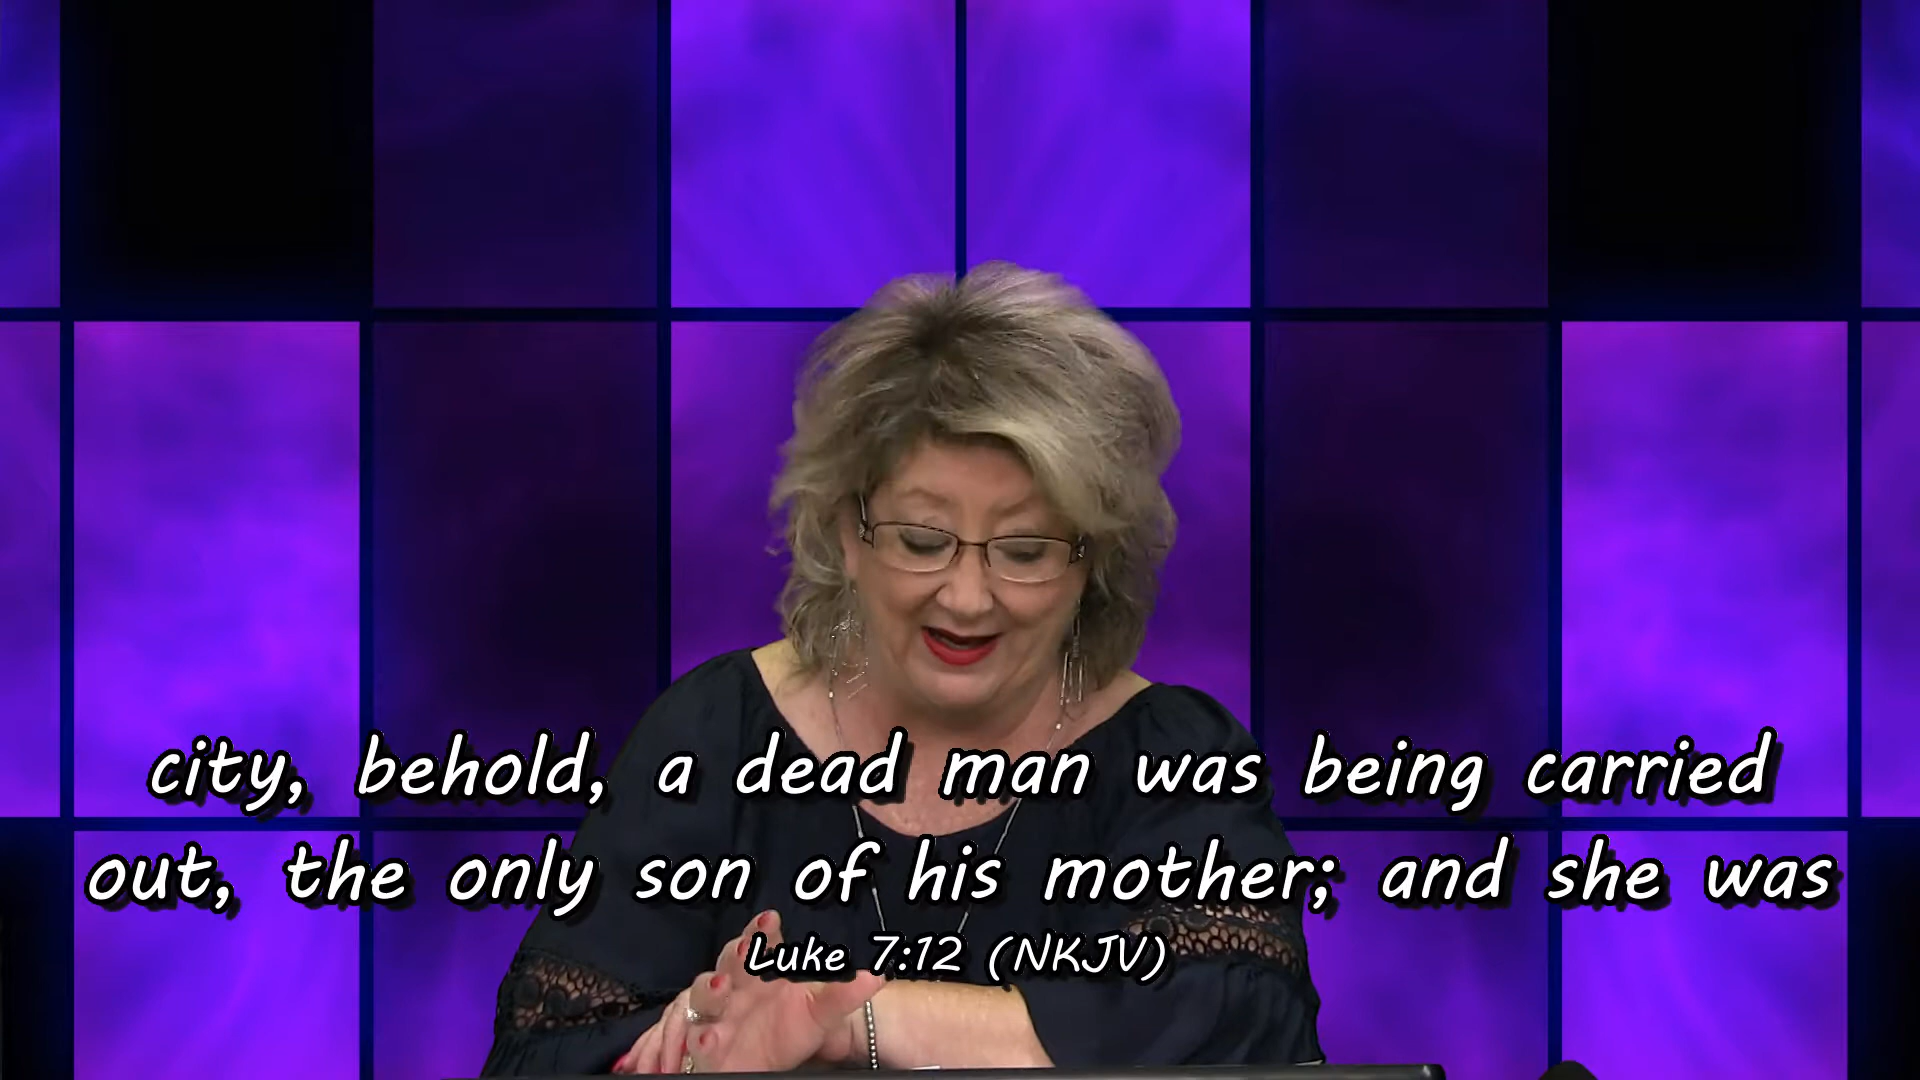 city, behold, a dead man was being carried
out, the only son of his mother; and she was
Luke 7:12 (NKJV)